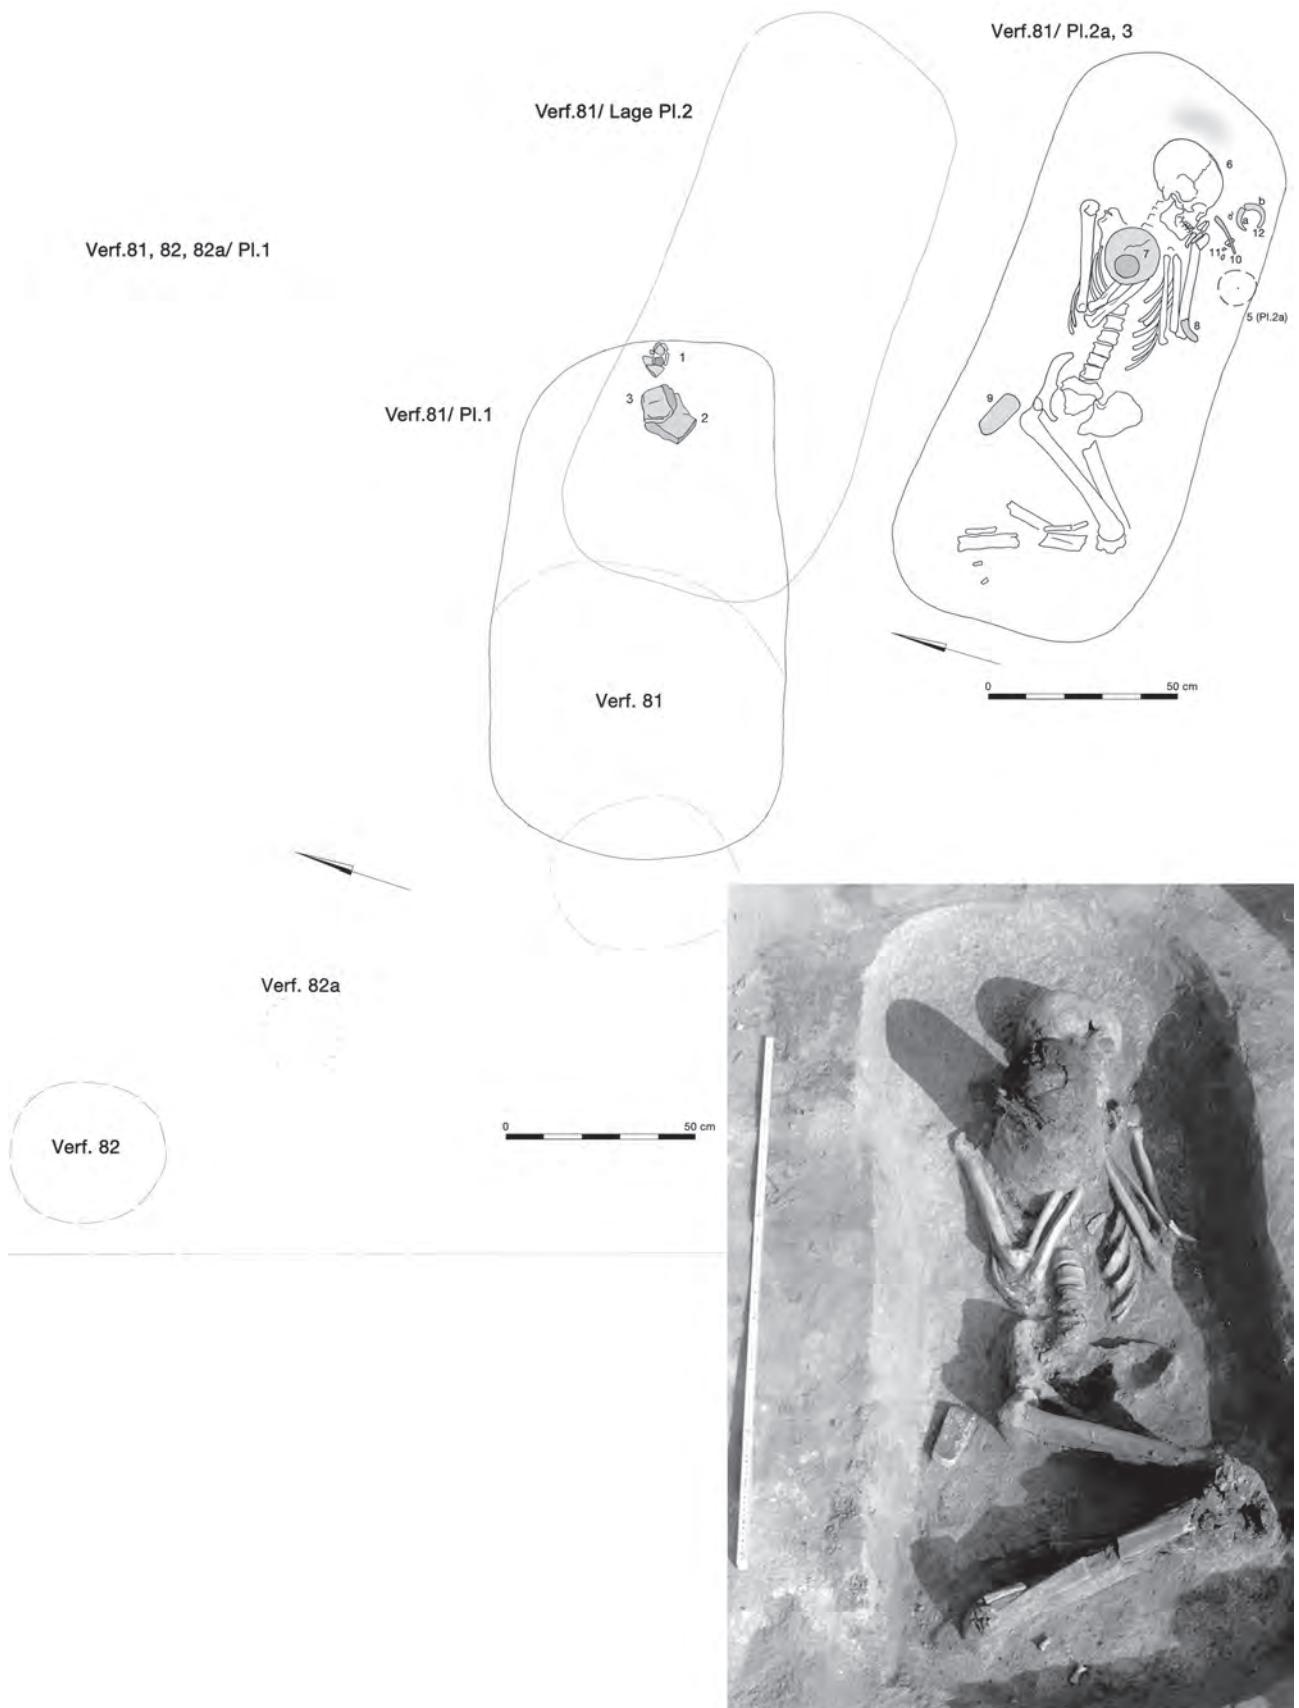 Verf.81/ Pl.2a, 3
Verf.81/ Lage Pl.2
6
b
d
a
12
11
10
7
5 (Pl.2a)
8
9
Verf.81, 82, 82a/ Pl.1
1
3
2
Verf.81/ Pl.1
0 50 cm
Verf. 81
Verf. 82a
0 50 cm
Verf. 82